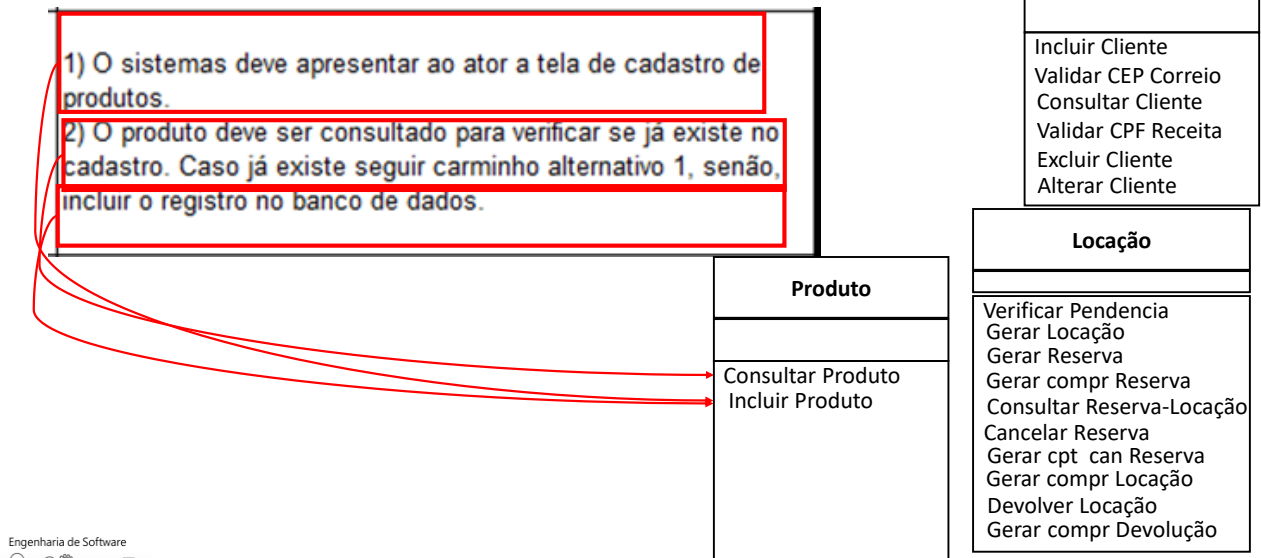 1) O sistemas deve apresentar ao ator a tela de cadastro de
produtos.
2) O produto deve ser consultado para verificar se já existe no
cadastro. Caso já existe seguir carminho alternativo 1, senão,
incluir o registro no banco de dados.
Incluir Cliente
Validar CEP Correio
Consultar Cliente
Validar CPF Receita
Excluir Cliente
Alterar Cliente
Locação
Verificar Pendencia
Gerar Locação
Gerar Reserva
Gerar compr Reserva
Consultar Reserva-Locação
Cancelar Reserva
Gerar cpt can Reserva
Gerar compr Locação
Devolver Locação
Gerar compr Devolução
Produto
Consultar Produto
Incluir Produto
Engenharia de Software